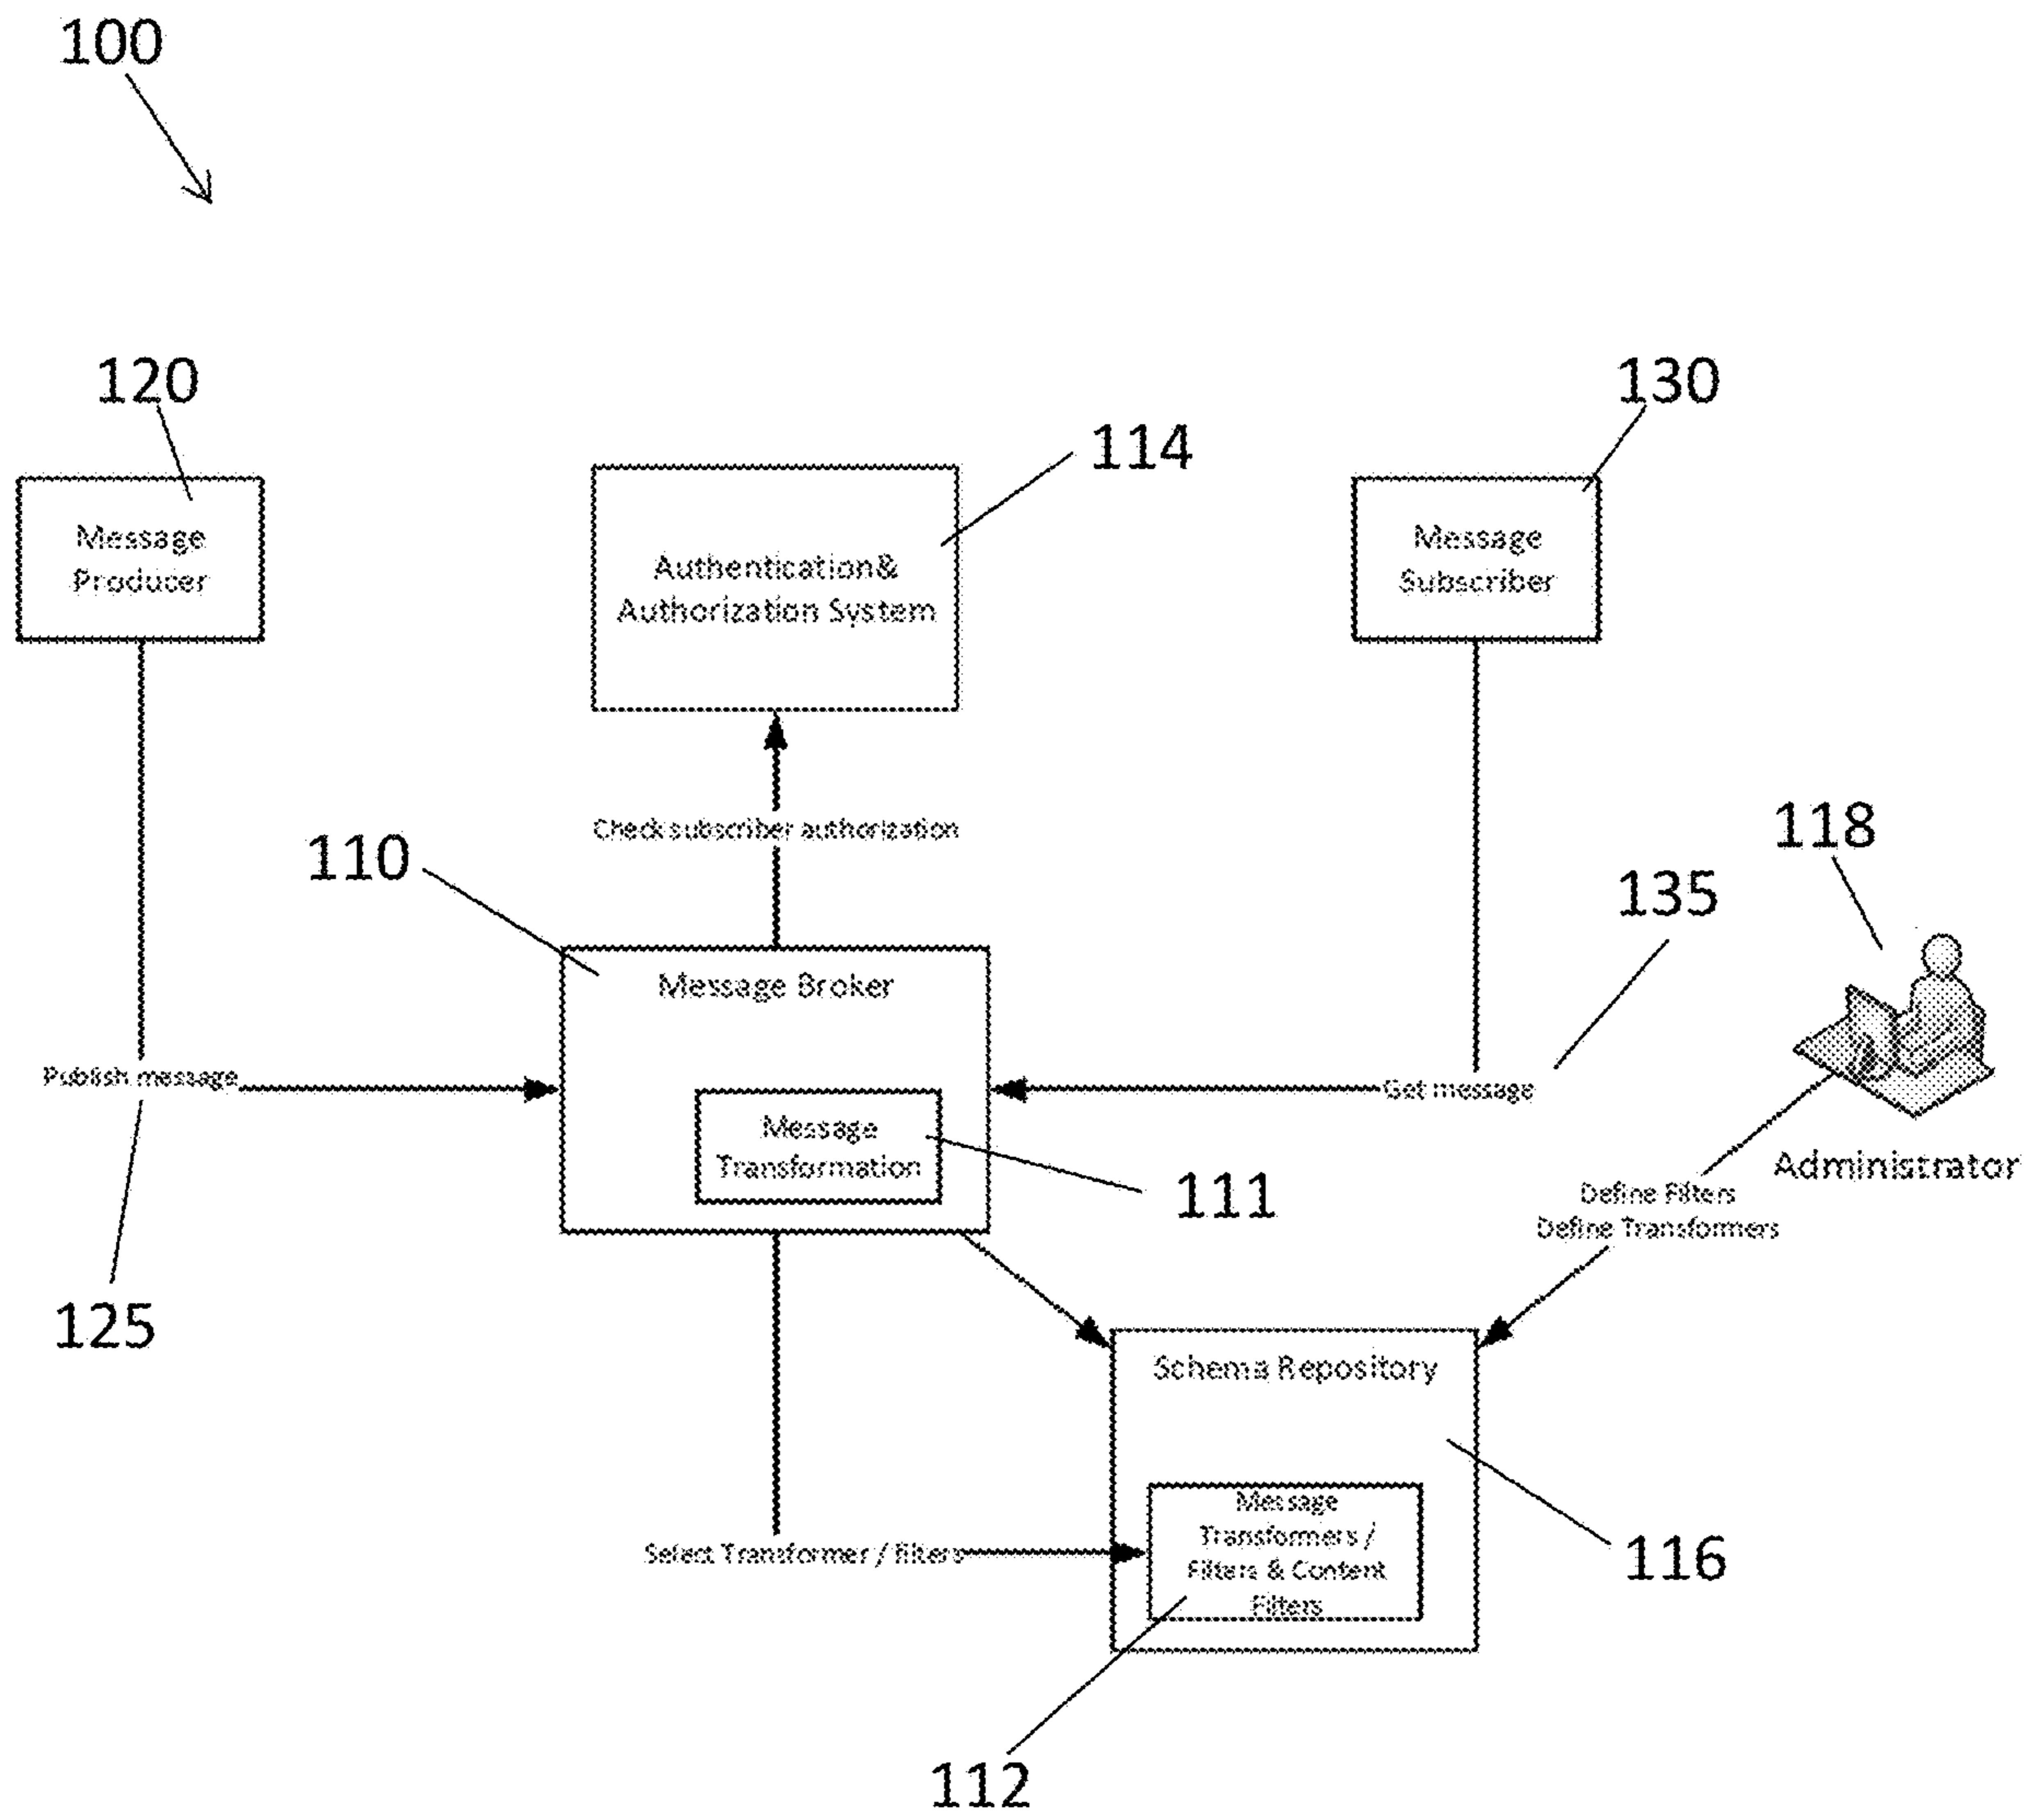 100
120
130
114
Message
Producer
Authentication&
Authorization System
Message
Subscriber
Check subscriber authorization
118
110
135
Message Broker
Publish message
Get message
Message
Transformation
111
Administrator
Define Filters
Define Transformers
125
Schema Repository
Message
Transformers /
Filters & Content
Filters
Select Transformer / filters
116
112